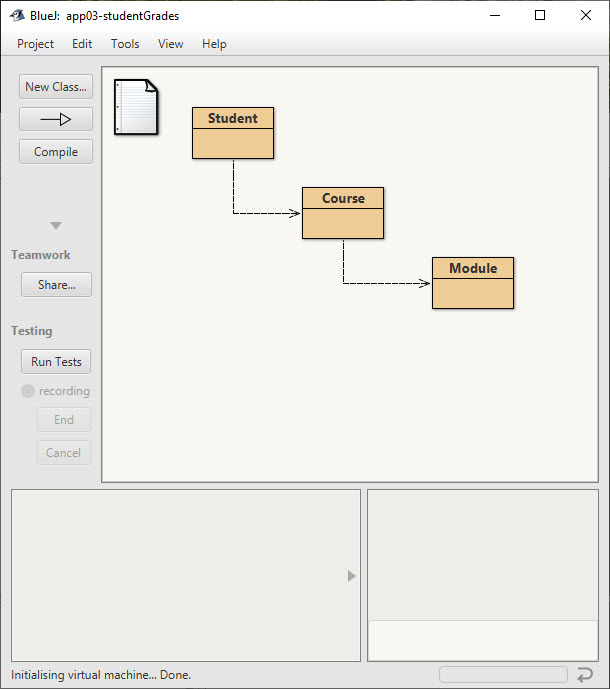 BlueJ: app03-studentGrades
Project Edit Tools View Help
New Class...
Compile
Teamwork
Share...
Testing
Run Tests
recording
End
Cancel
Student
Course
Module
Initialising virtual machine... Done.